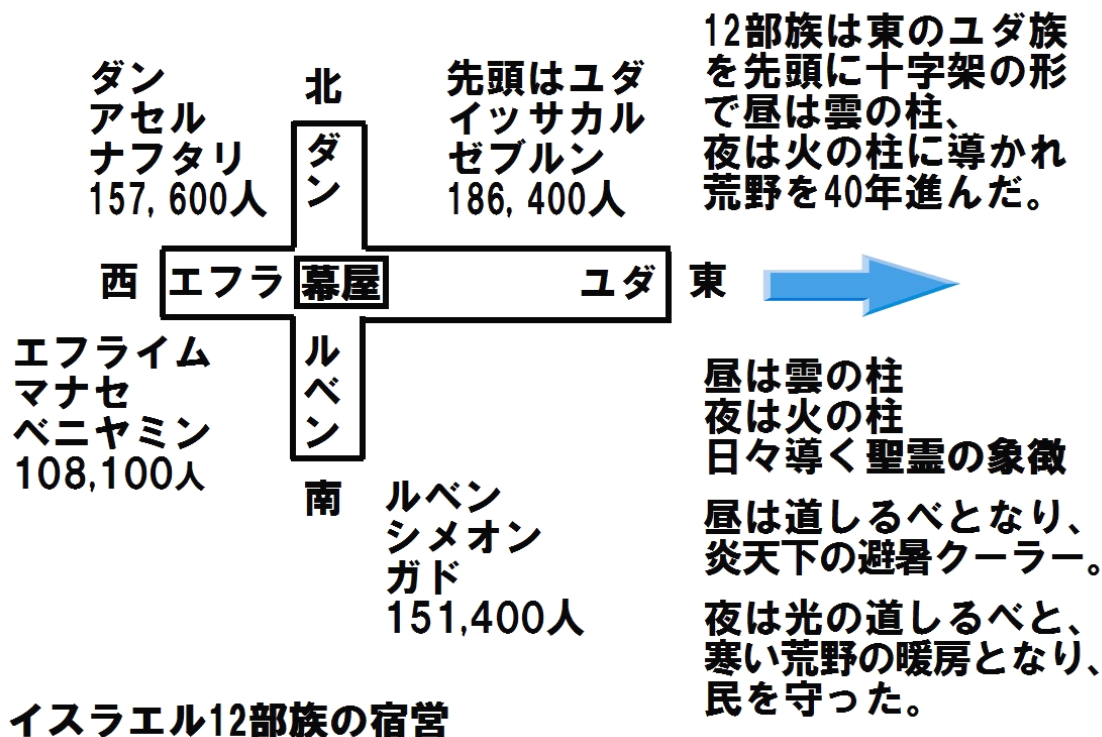 ダン
アセル
ナフタリ
157,600人
北
先頭はユダ
イッサカル
ゼブルン
186,400人
12部族は東のユダ族
を先頭に十字架の形
で昼は雲の柱、
夜は火の柱に導かれ
荒野を40年進んだ。
ダン
西
エフラ
幕屋
ユダ
東
ルベン
エフライム
マナセ
ベニヤミン
108,100人
南
ルベン
シメオン
ガド
151,400人
昼は雲の柱
夜は火の柱
日々導く聖霊の象徴
昼は道しるべとなり、
炎天下の避暑クーラー。
夜は光の道しるべと、
寒い荒野の暖房となり、
民を守った。
イスラエル12部族の宿営